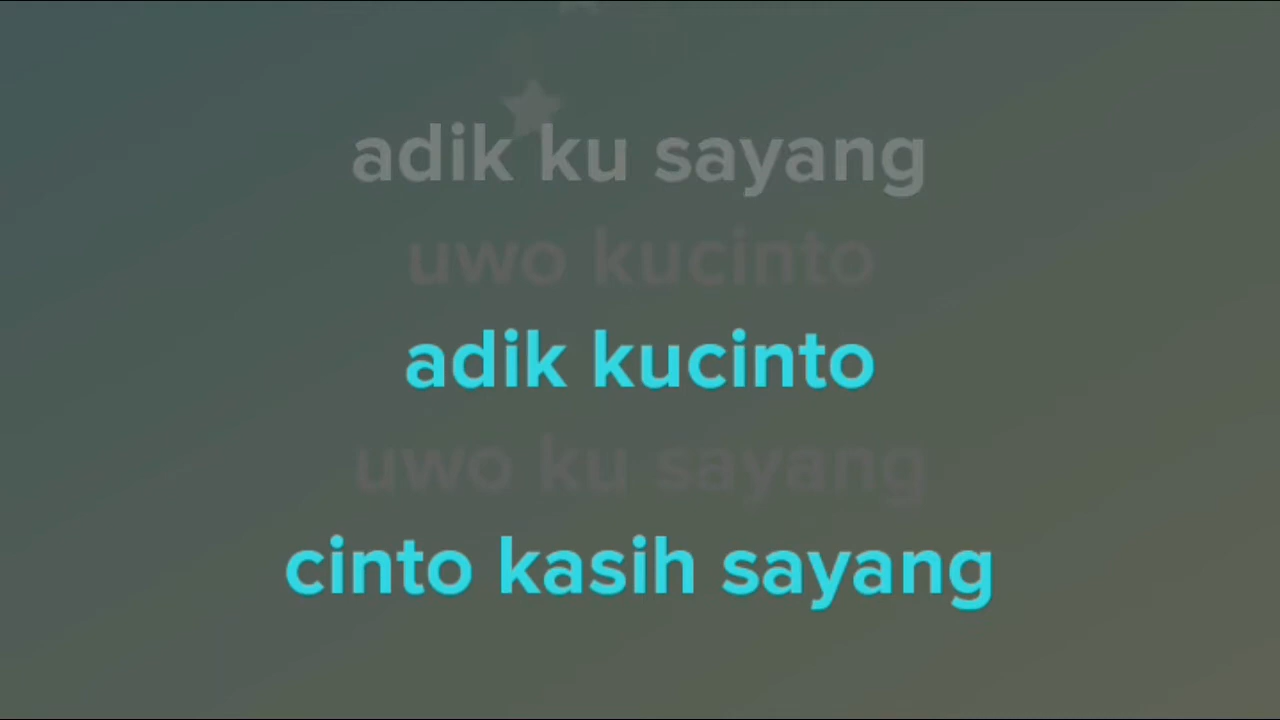 adik ku sayang
uwo kucinto
adik kucinto
uwo ku sayang
cinto kasih sayang